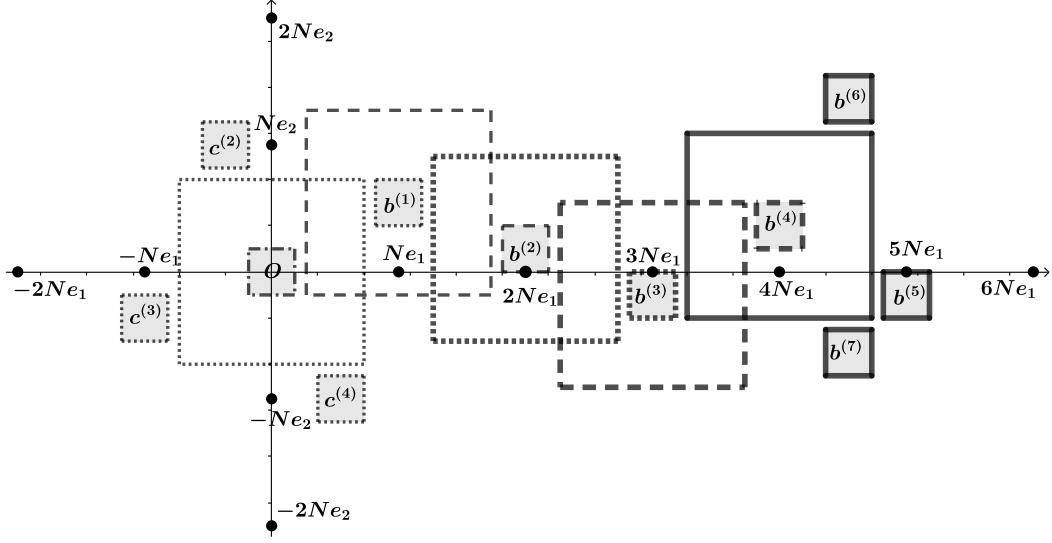 2Ne₂
b⁽⁶⁾
Ne₂
c⁽²⁾
b⁽¹⁾
b⁽⁴⁾
−Ne₁
O
Ne₁
b⁽²⁾
3Ne₁
5Ne₁
−2Ne₁
2Ne₁
b⁽³⁾
4Ne₁
b⁽⁵⁾
6Ne₁
c⁽³⁾
b⁽⁷⁾
c⁽⁴⁾
−Ne₂
−2Ne₂